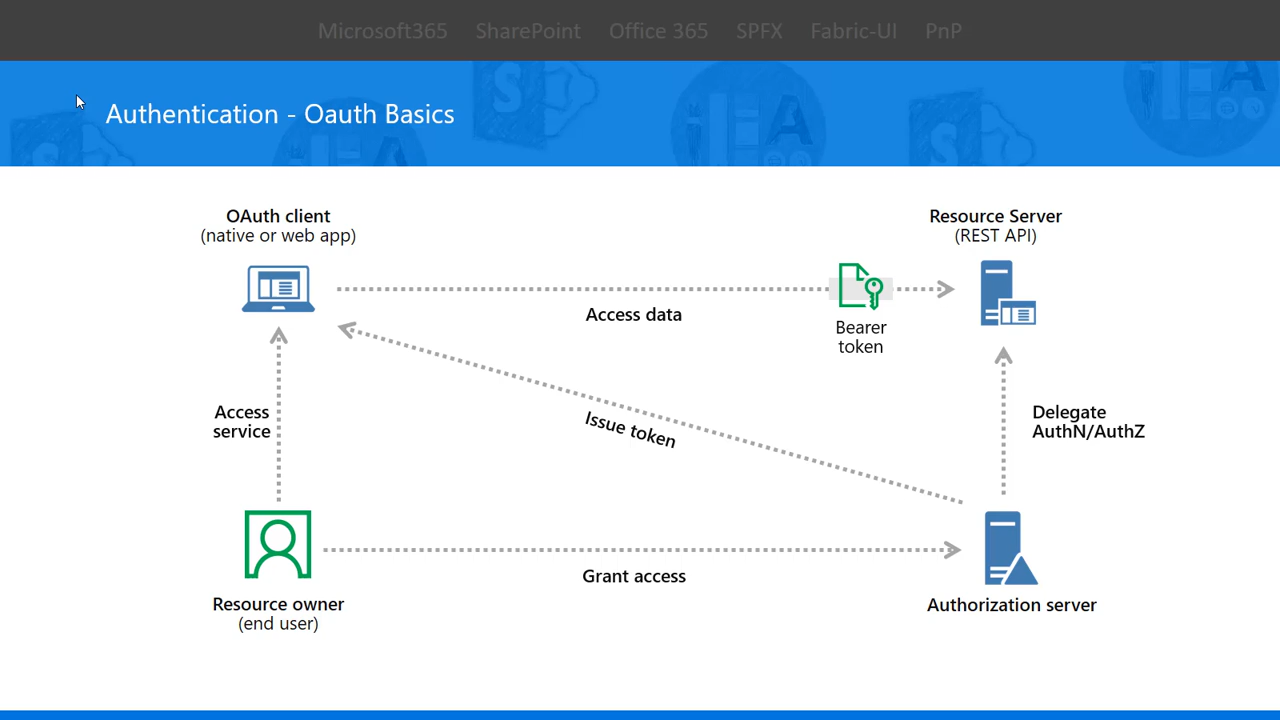 Microsoft365 SharePoint Office 365 SPFX Fabric-UI PnP
Authentication - Oauth Basics
OAuth client
(native or web app)
Resource Server
(REST API)
Access data
Bearer
token
Access
service
Issue token
Delegate
AuthN/AuthZ
Grant access
Resource owner
(end user)
Authorization server